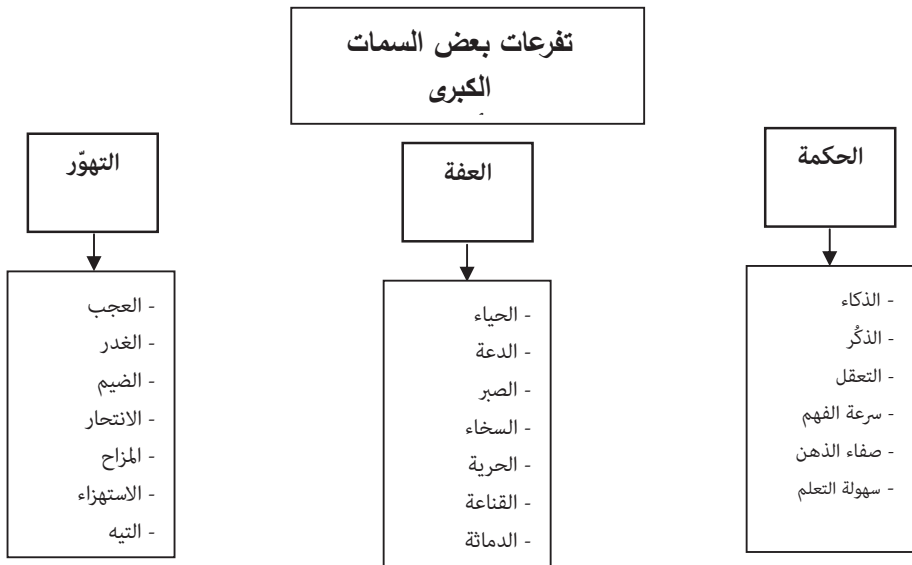 تفرعات بعض السمات
الكبرى
الحكمة
- الذكاء
- الذكُر
- التعقل
- سرعة الفهم
- صفاء الذهن
- سهولة التعلم
العفة
- الحياء
- الدعة
- الصبر
- السخاء
- الحرية
- القناعة
- الدماثة
التهوّر
- العجب
- الغدر
- الضيم
- الانتحار
- المزاح
- الاستهزاء
- التيه